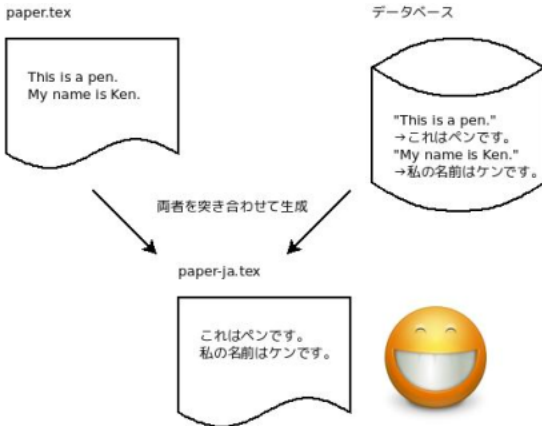 paper.tex
データベース
This is a pen.
My name is Ken.
"This is a pen."
→これはペンです。
"My name is Ken."
→私の名前はケンです。
両者を突き合わせて生成
paper-ja.tex
これはペンです。
私の名前はケンです。